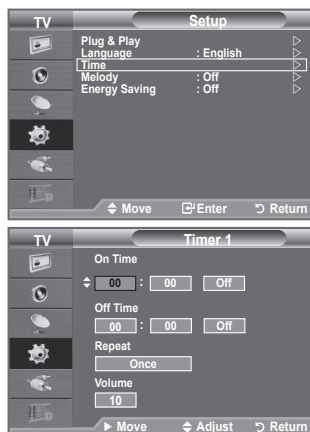 TV Setup
Plug & Play
Language : English
Time
Melody : Off
Energy Saving : Off
Move Enter Return
TV Timer 1
On Time
00 : 00 Off
Off Time
00 : 00 Off
Repeat
Once
Volume
10
Move Adjust Return